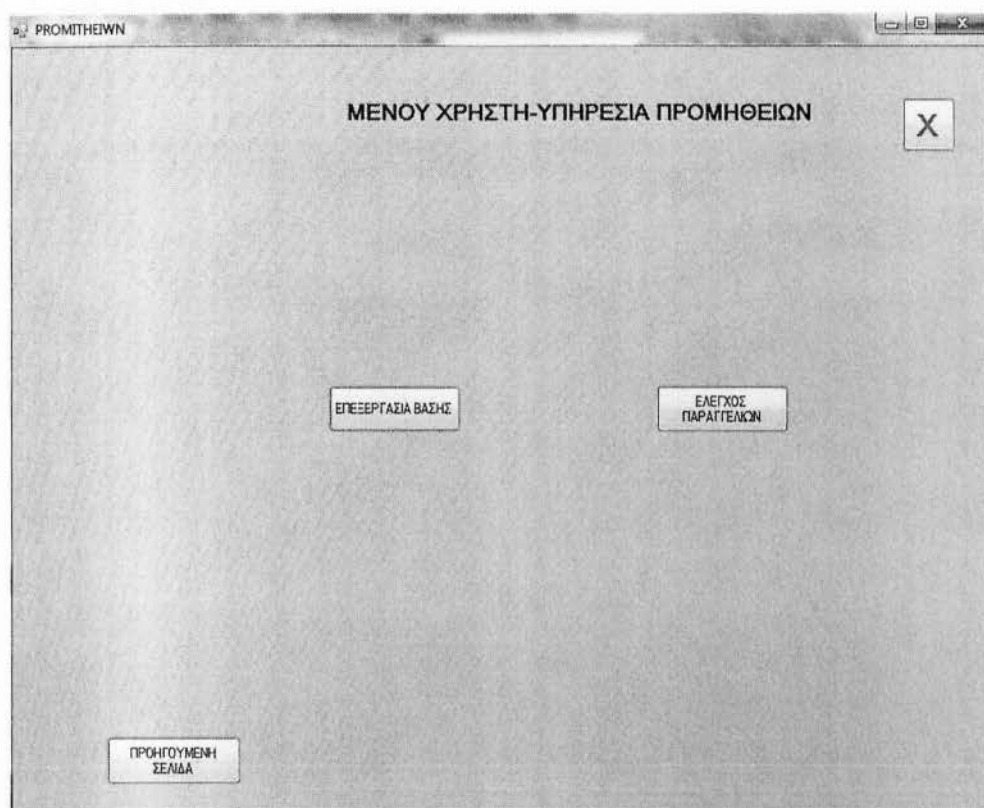 PROMITHEIWN
ΜΕΝΟΥ ΧΡΗΣΤΗ-ΥΠΗΡΕΣΙΑ ΠΡΟΜΗΘΕΙΩΝ
X
ΕΠΕΞΕΡΓΑΣΙΑ ΒΑΣΗΣ
ΕΛΕΓΧΟΣ
ΠΑΡΑΓΓΕΛΙΩΝ
ΠΡΟΗΓΟΥΜΕΝΗ
ΣΕΛΙΔΑ